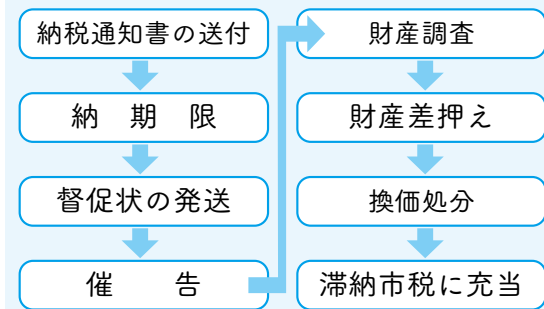 納税通知書の送付
納　期　限
督促状の発送
催　　告
財産調査
財産差押え
換価処分
滞納市税に充当